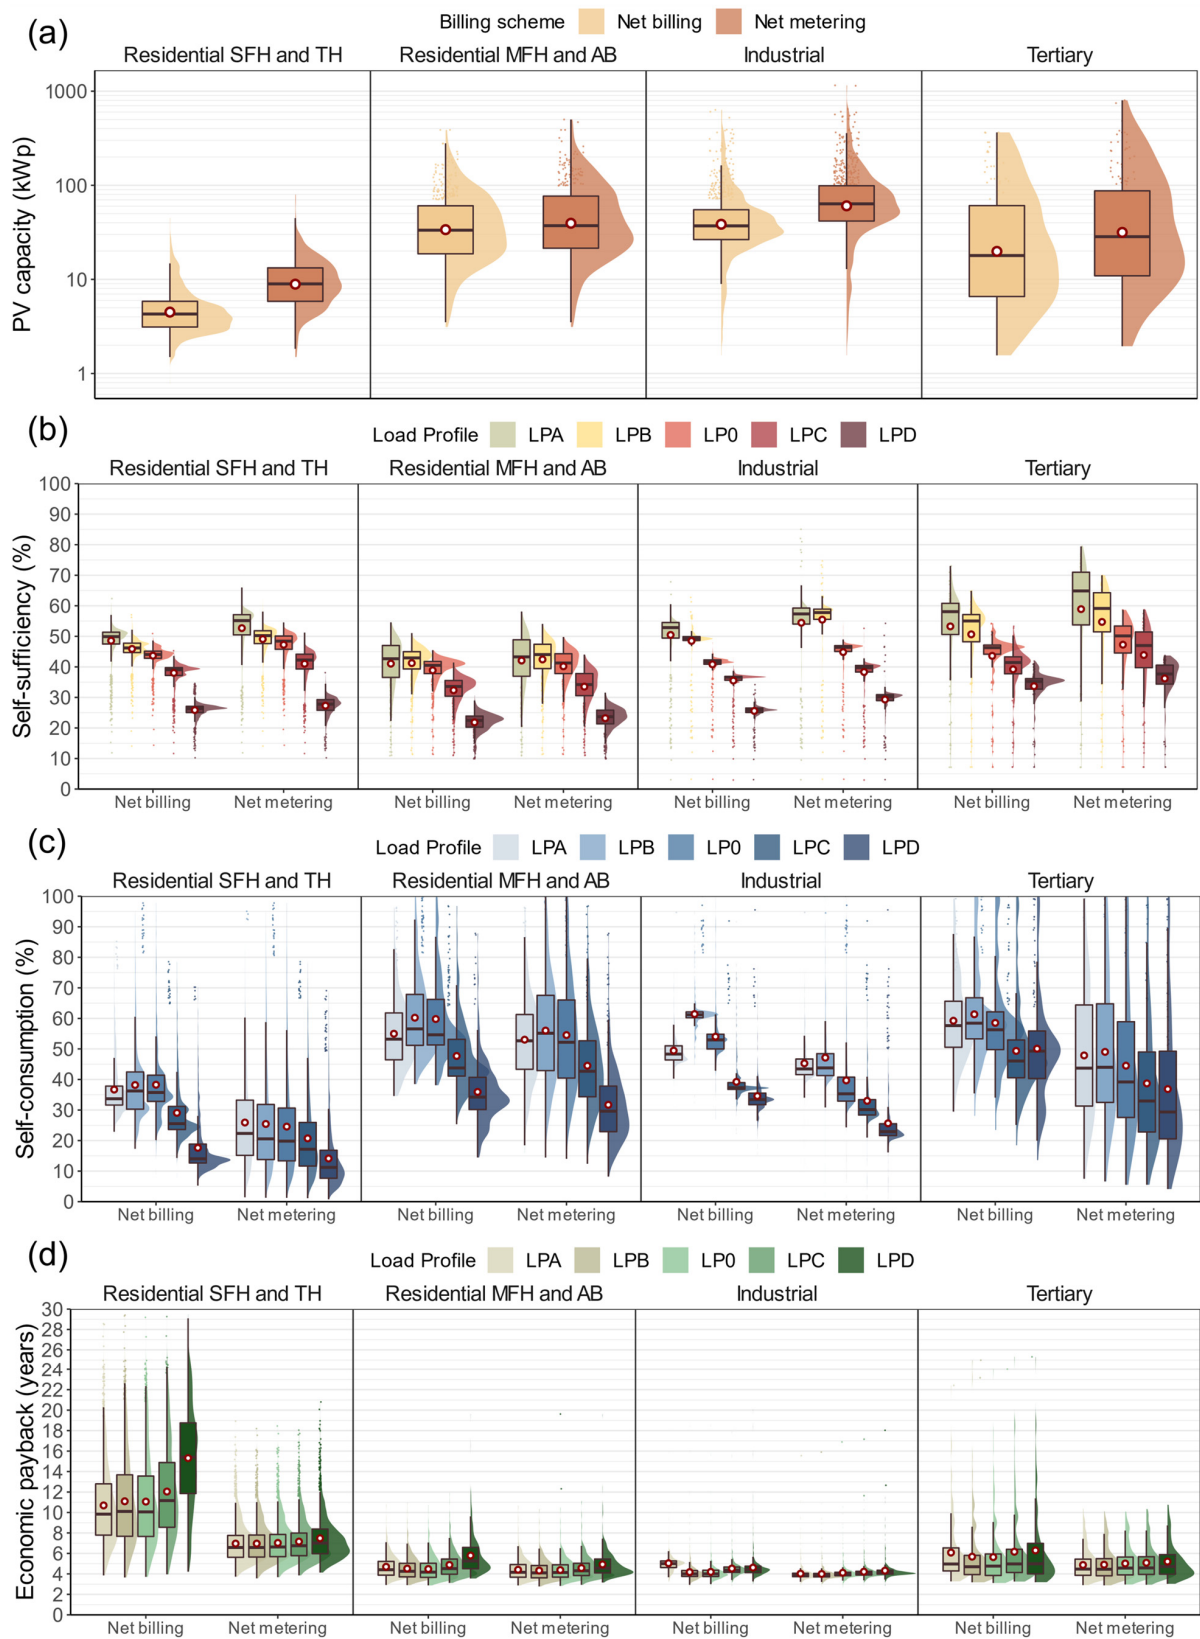 (a)
Billing scheme Net billing Net metering
Residential SFH and TH Residential MFH and AB Industrial Tertiary
PV capacity (kWp)
1000
100
10
1
(b)
Load Profile LPA LPB LP0 LPC LPD
Residential SFH and TH Residential MFH and AB Industrial Tertiary
Self-sufficiency (%)
100
90
80
70
60
50
40
30
20
10
0
Net billing Net metering Net billing Net metering Net billing Net metering Net billing Net metering
(c)
Load Profile LPA LPB LP0 LPC LPD
Residential SFH and TH Residential MFH and AB Industrial Tertiary
Self-consumption (%)
100
90
80
70
60
50
40
30
20
10
0
Net billing Net metering Net billing Net metering Net billing Net metering Net billing Net metering
(d)
Load Profile LPA LPB LP0 LPC LPD
Residential SFH and TH Residential MFH and AB Industrial Tertiary
Economic payback (years)
30
28
26
24
22
20
18
16
14
12
10
8
6
4
2
0
Net billing Net metering Net billing Net metering Net billing Net metering Net billing Net metering